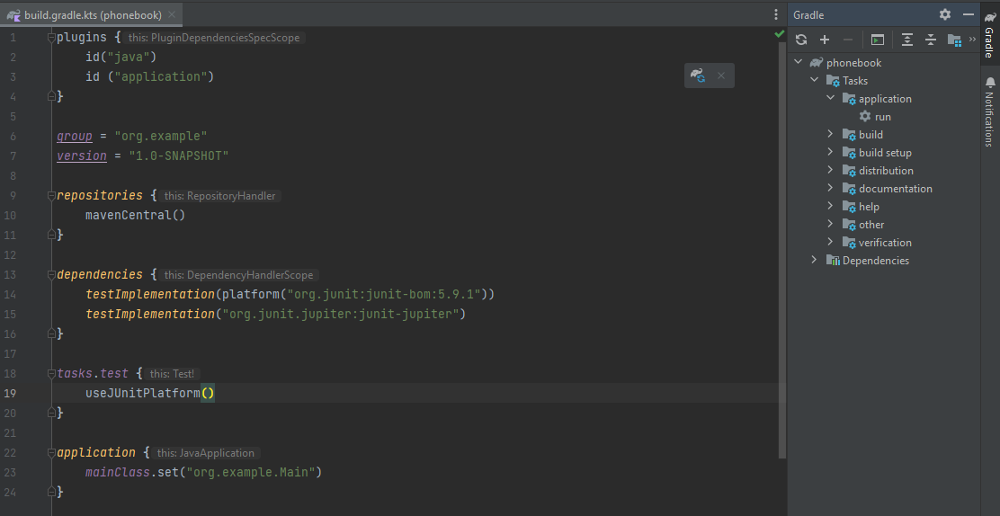 build.gradle.kts (phonebook)
1 plugins { this: PluginDependenciesSpecScope
2 id("java")
3 id ("application")
4 }
5
6 group = "org.example"
7 version = "1.0-SNAPSHOT"
8
9 repositories { this: RepositoryHandler
10 mavenCentral()
11 }
12
13 dependencies { this: DependencyHandlerScope
14 testImplementation(platform("org.junit:junit-bom:5.9.1"))
15 testImplementation("org.junit.jupiter:junit-jupiter")
16 }
17
18 tasks.test { this: Test!
19 useJUnitPlatform()
20 }
21
22 application { this: JavaApplication
23 mainClass.set("org.example.Main")
24 }
Gradle
phonebook
Tasks
application
run
build
build setup
distribution
documentation
help
other
verification
Dependencies
Gradle
Notifications